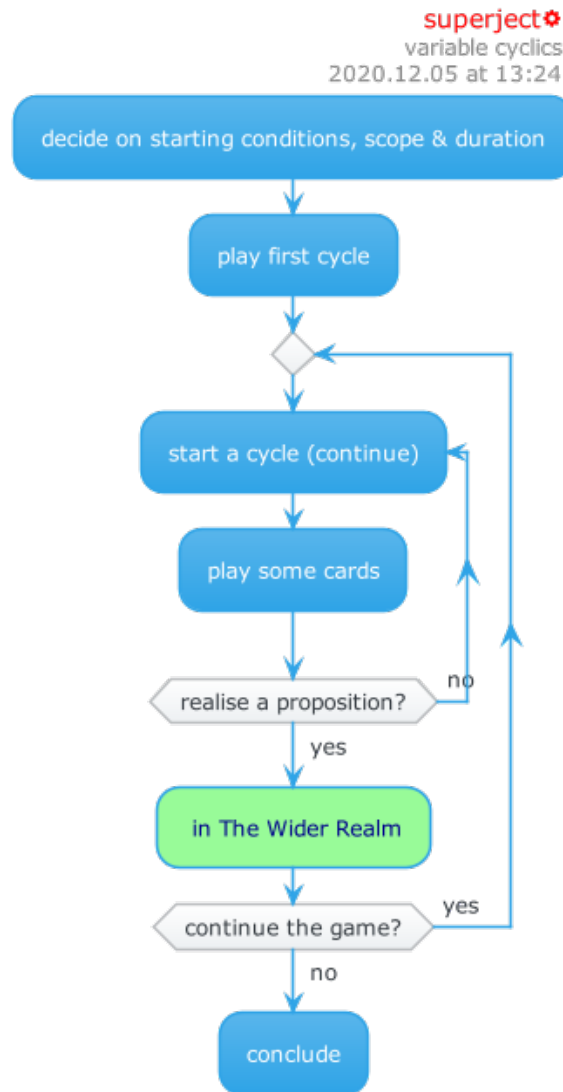 superject
variable cyclics
2020.12.05 at 13:24
decide on starting conditions, scope & duration
play first cycle
start a cycle (continue)
play some cards
realise a proposition?
no
yes
in The Wider Realm
continue the game?
yes
no
conclude